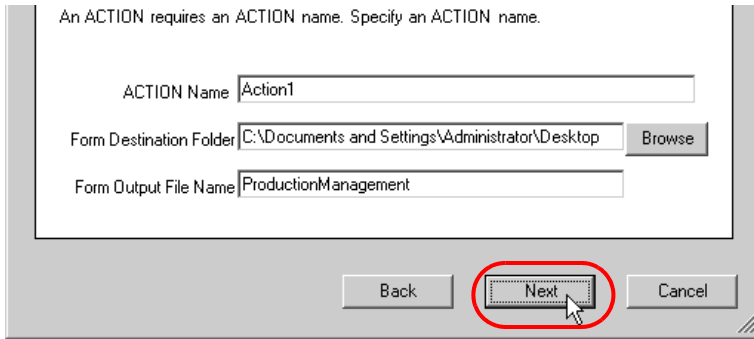 An ACTION requires an ACTION name. Specify an ACTION name.
ACTION Name Action1
Form Destination Folder C:\Documents and Settings\Administrator\Desktop Browse
Form Output File Name ProductionManagement
Back Next Cancel